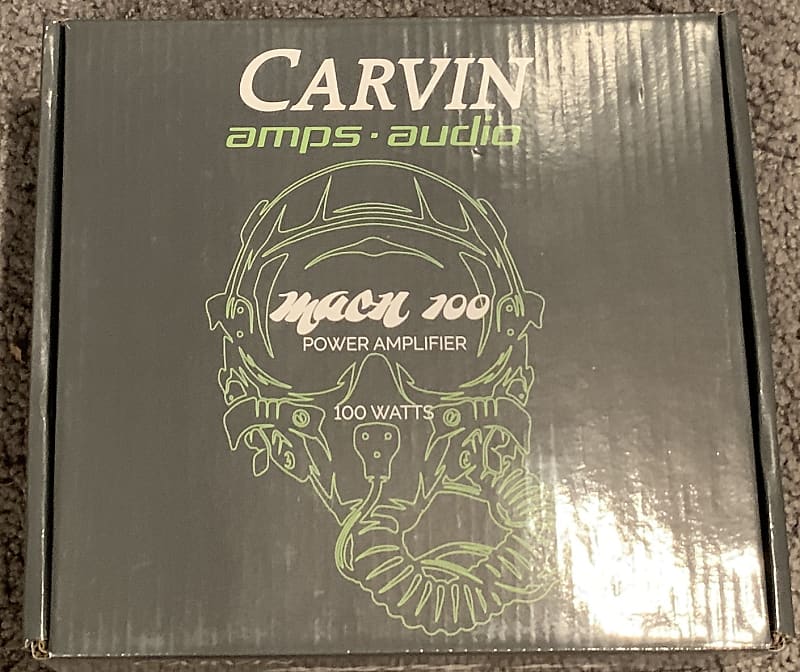 CARVIN
amps·audio
MACH 100
POWER AMPLIFIER
100 WATTS